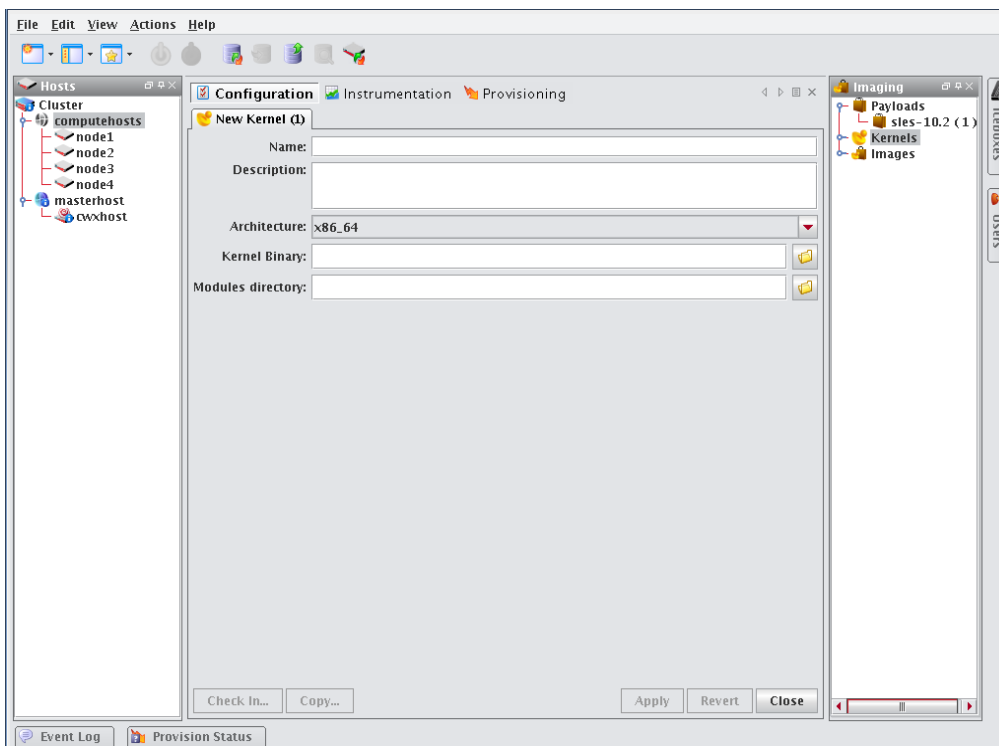 File Edit View Actions Help
Hosts
Cluster
computehosts
node1
node2
node3
node4
masterhost
cwxhost
Configuration Instrumentation Provisioning
New Kernel (1)
Name:
Description:
Architecture: x86_64
Kernel Binary:
Modules directory:
Check In... Copy... Apply Revert Close
Imaging
Payloads
sles-10.2 (1)
Kernels
Images
Users
Event Log Provision Status